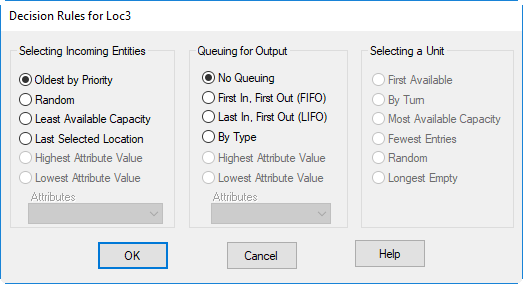 Decision Rules for Loc3
Selecting Incoming Entities
Oldest by Priority
Random
Least Available Capacity
Last Selected Location
Highest Attribute Value
Lowest Attribute Value
Attributes
Queuing for Output
No Queuing
First In, First Out (FIFO)
Last In, First Out (LIFO)
By Type
Highest Attribute Value
Lowest Attribute Value
Attributes
Selecting a Unit
First Available
By Turn
Most Available Capacity
Fewest Entries
Random
Longest Empty
OK
Cancel
Help